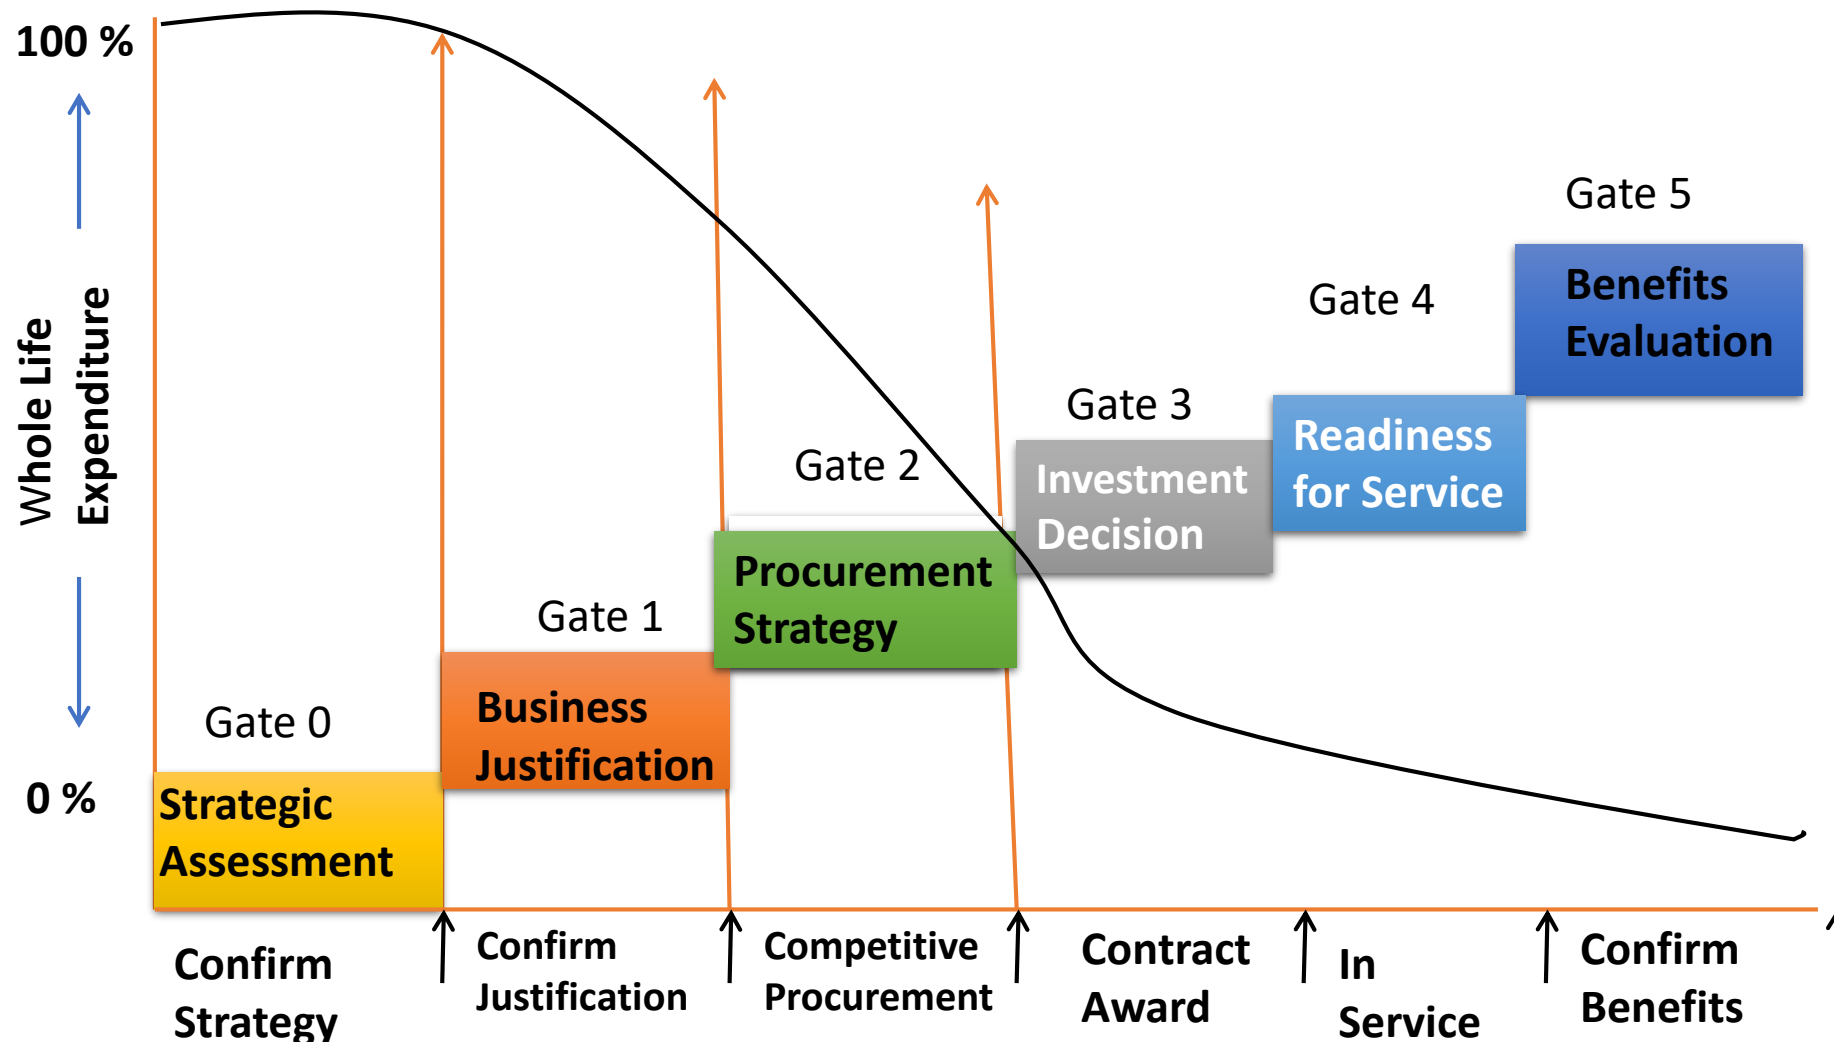 100 %
Whole Life
Expenditure
0 %
Gate 0
Strategic
Assessment
Gate 1
Business
Justification
Gate 2
Procurement
Strategy
Gate 3
Investment
Decision
Gate 4
Readiness
for Service
Gate 5
Benefits
Evaluation
Confirm
Strategy
Confirm
Justification
Competitive
Procurement
Contract
Award
In
Service
Confirm
Benefits